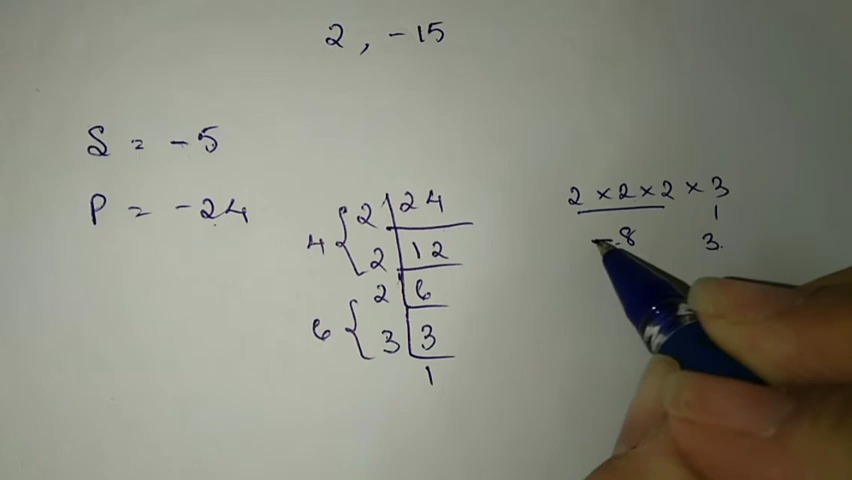 2 , -15
S = -5
P = -24
4 { 2 | 24
2 | 12
6 { 2 | 6
3 | 3
1
2 × 2 × 2 × 3
1
-8 3